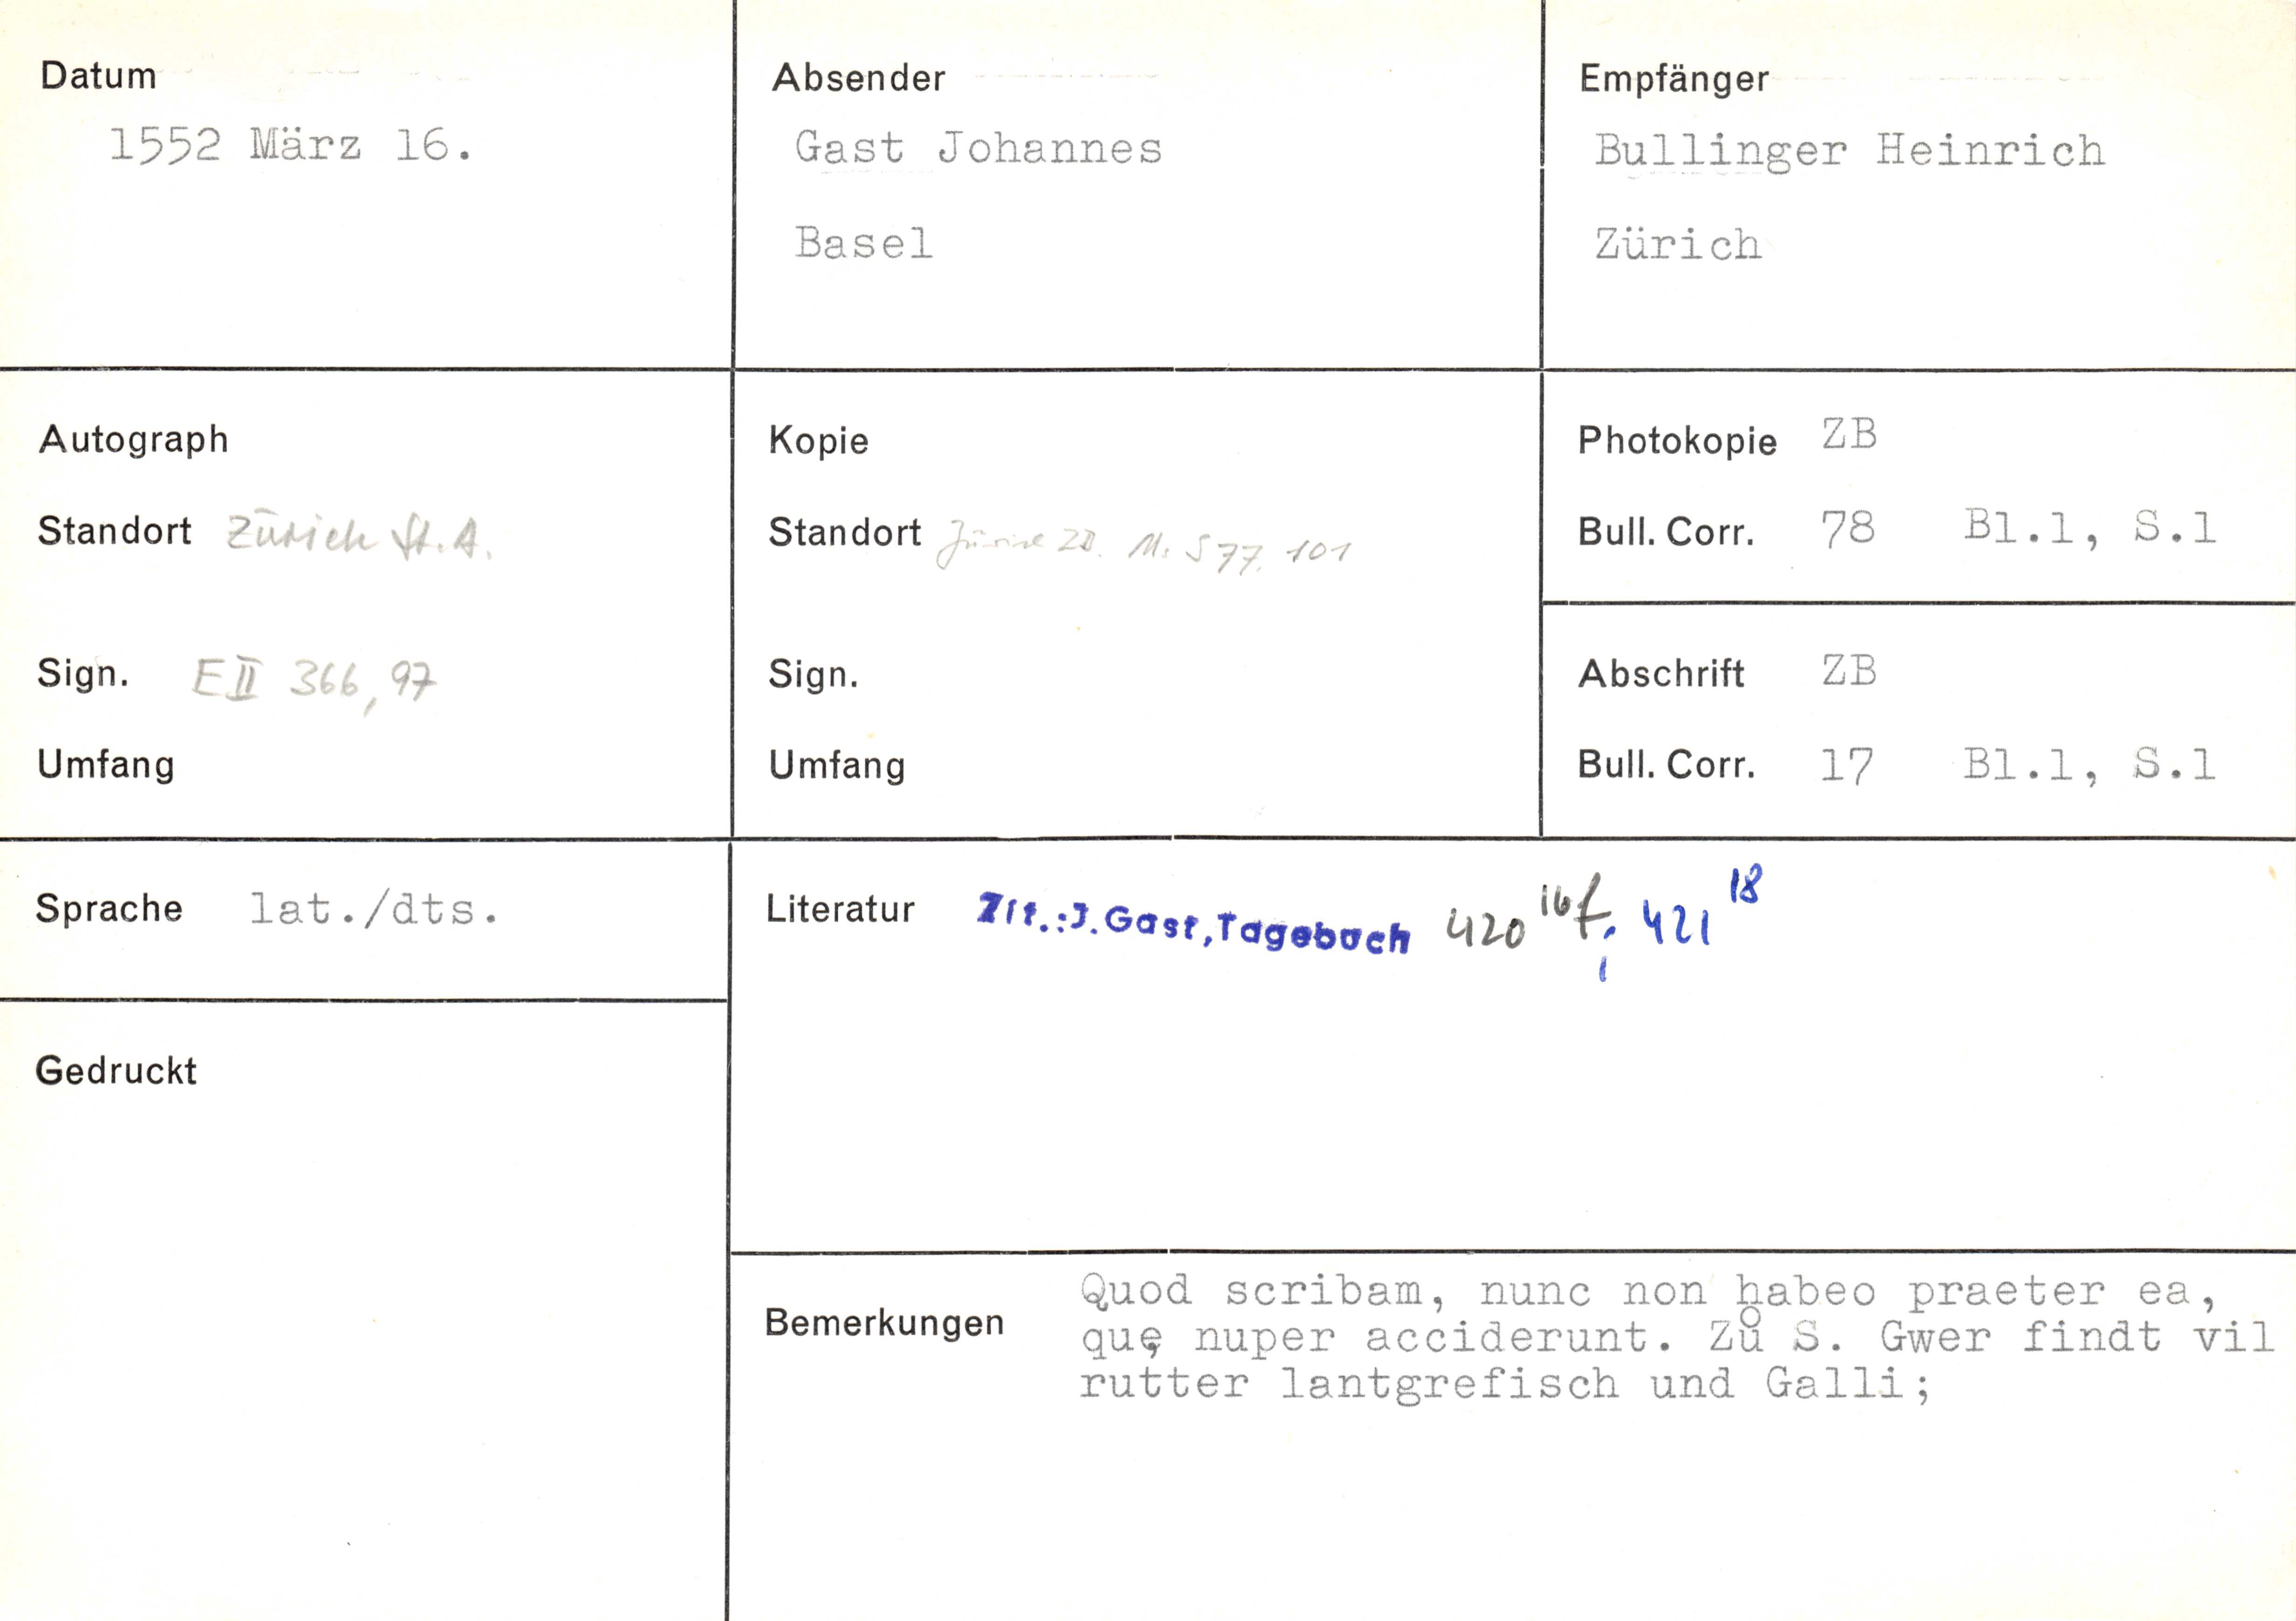 Datum
1552 März 16.
Absender
Gast Johannes
Basel
Empfänger
Bullinger Heinrich
Zürich
Autograph
Standort Zürich St.A.
Sign. E II 366, 97
Umfang
Kopie
Standort Zürich ZB. Ms S 77. 101
Sign.
Umfang
Photokopie ZB
Bull. Corr. 78 Bl.1, S.1
Abschrift ZB
Bull. Corr. 17 Bl.1, S.1
Sprache lat./dts.
Gedruckt
Literatur Zit.:J.Gast,Tagebuch 420 16f; 421 18
Bemerkungen
Quod scribam, nunc non habeo praeter ea,
quę nuper acciderunt. Zů S. Gwer findt vil
rutter lantgrefisch und Galli;